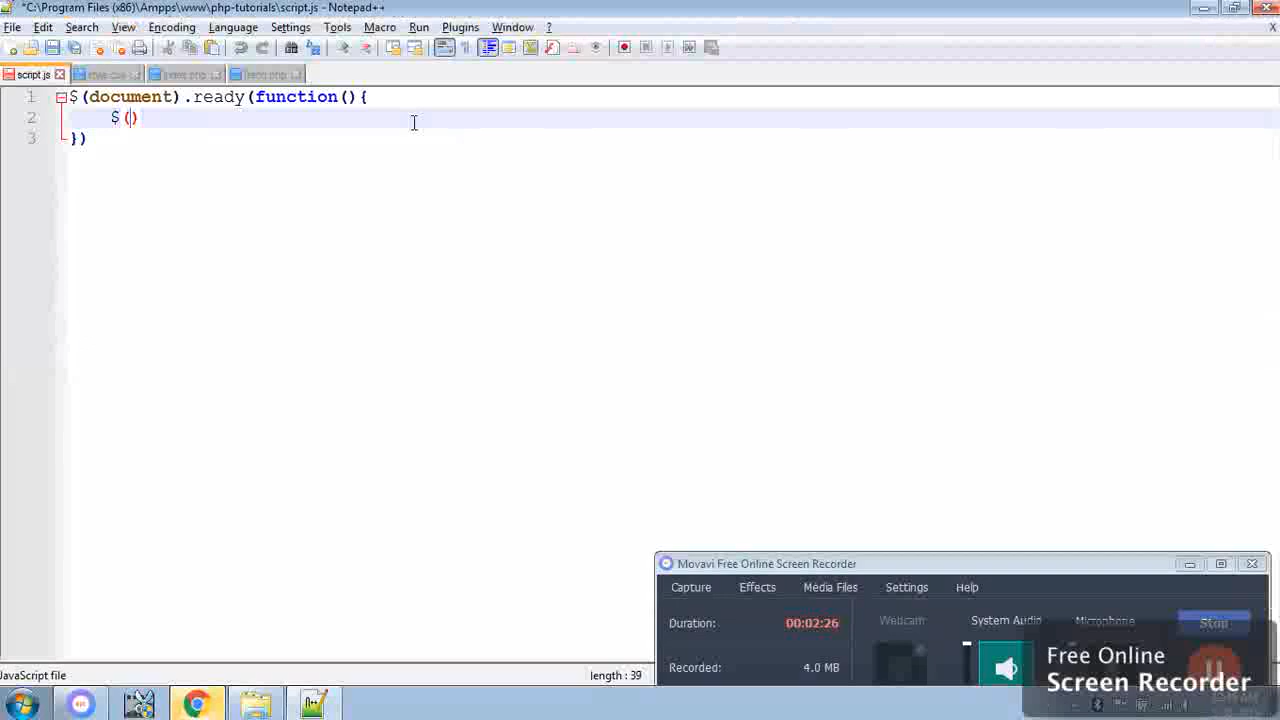 *C:\Program Files (x86)\Ampps\www\php-tutorials\script.js - Notepad++
File Edit Search View Encoding Language Settings Tools Macro Run Plugins Window ? X
script.js
1 $(document).ready(function(){
2 $()
3 })
Movavi Free Online Screen Recorder
Capture Effects Media Files Settings Help
Duration: 00:02:26 Webcam System Audio Microphone Stop
Recorded: 4.0 MB
Free Online
Screen Recorder
JavaScript file length : 39